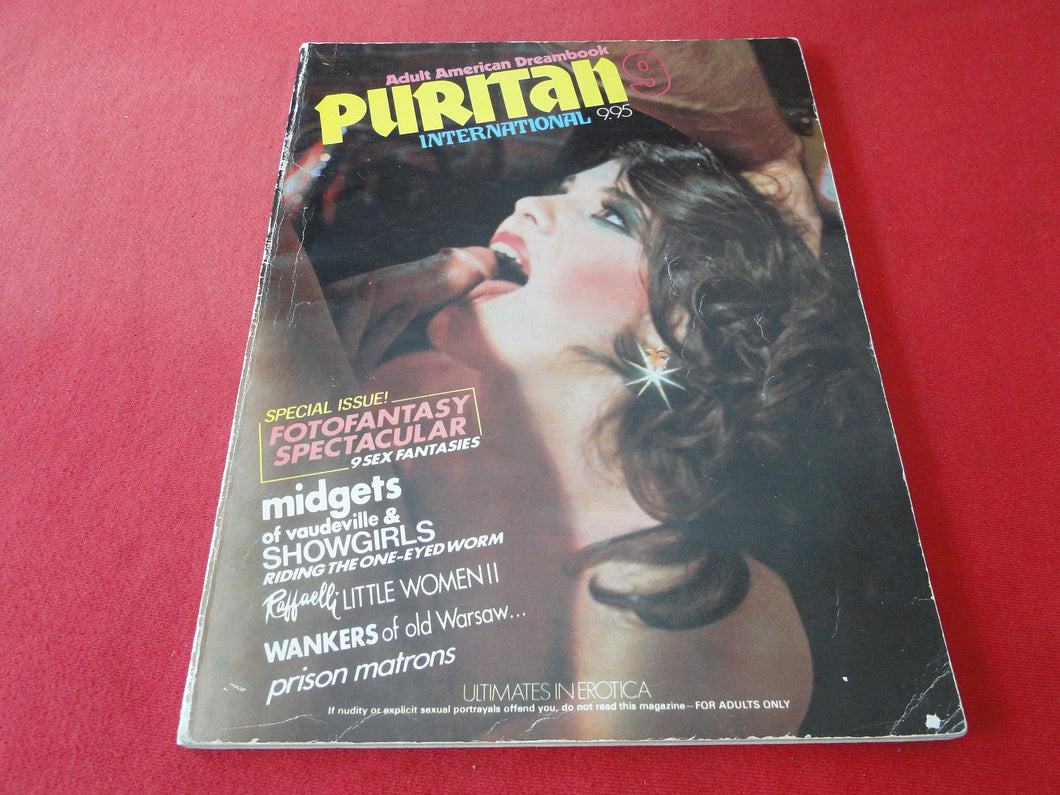 Adult American Dreambook
PURITAN 9
INTERNATIONAL 9.95
SPECIAL ISSUE!
FOTOFANTASY
SPECTACULAR
9 SEX FANTASIES
midgets
of vaudeville &
SHOWGIRLS
RIDING THE ONE-EYED WORM
Raffaelli LITTLE WOMEN II
WANKERS of old Warsaw...
prison matrons
ULTIMATES IN EROTICA
If nudity or explicit sexual portrayals offend you, do not read this magazine—FOR ADULTS ONLY